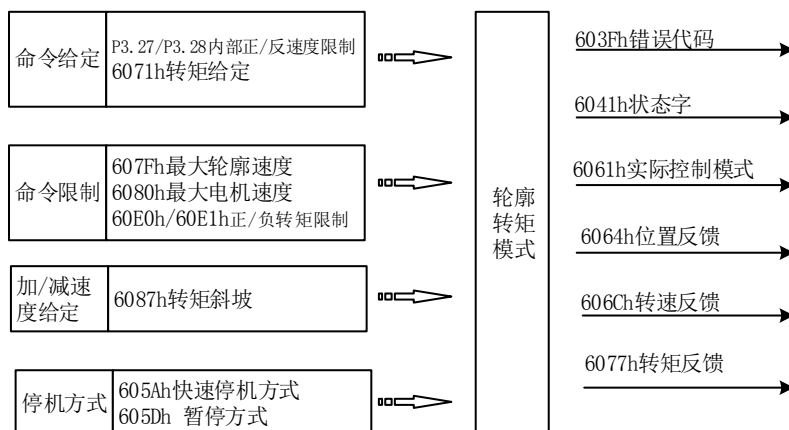 命令给定
P3.27/P3.28内部正/反速度限制
6071h转矩给定
命令限制
607Fh最大轮廓速度
6080h最大电机速度
60E0h/60E1h正/负转矩限制
加/减速
度给定
6087h转矩斜坡
停机方式
605Ah快速停机方式
605Dh 暂停方式
轮廓
转矩
模式
603Fh错误代码
6041h状态字
6061h实际控制模式
6064h位置反馈
606Ch转速反馈
6077h转矩反馈